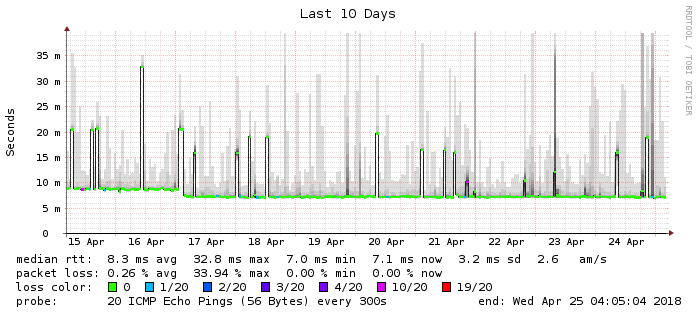 Last 10 Days
RRDTOOL / TOBI OETIKER
Seconds
35 m
30 m
25 m
20 m
15 m
10 m
5 m
0
15 Apr 16 Apr 17 Apr 18 Apr 19 Apr 20 Apr 21 Apr 22 Apr 23 Apr 24 Apr
median rtt: 8.3 ms avg 32.8 ms max 7.0 ms min 7.1 ms now 3.2 ms sd 2.6 am/s
packet loss: 0.26 % avg 33.94 % max 0.00 % min 0.00 % now
loss color: 0 1/20 2/20 3/20 4/20 10/20 19/20
probe: 20 ICMP Echo Pings (56 Bytes) every 300s end: Wed Apr 25 04:05:04 2018